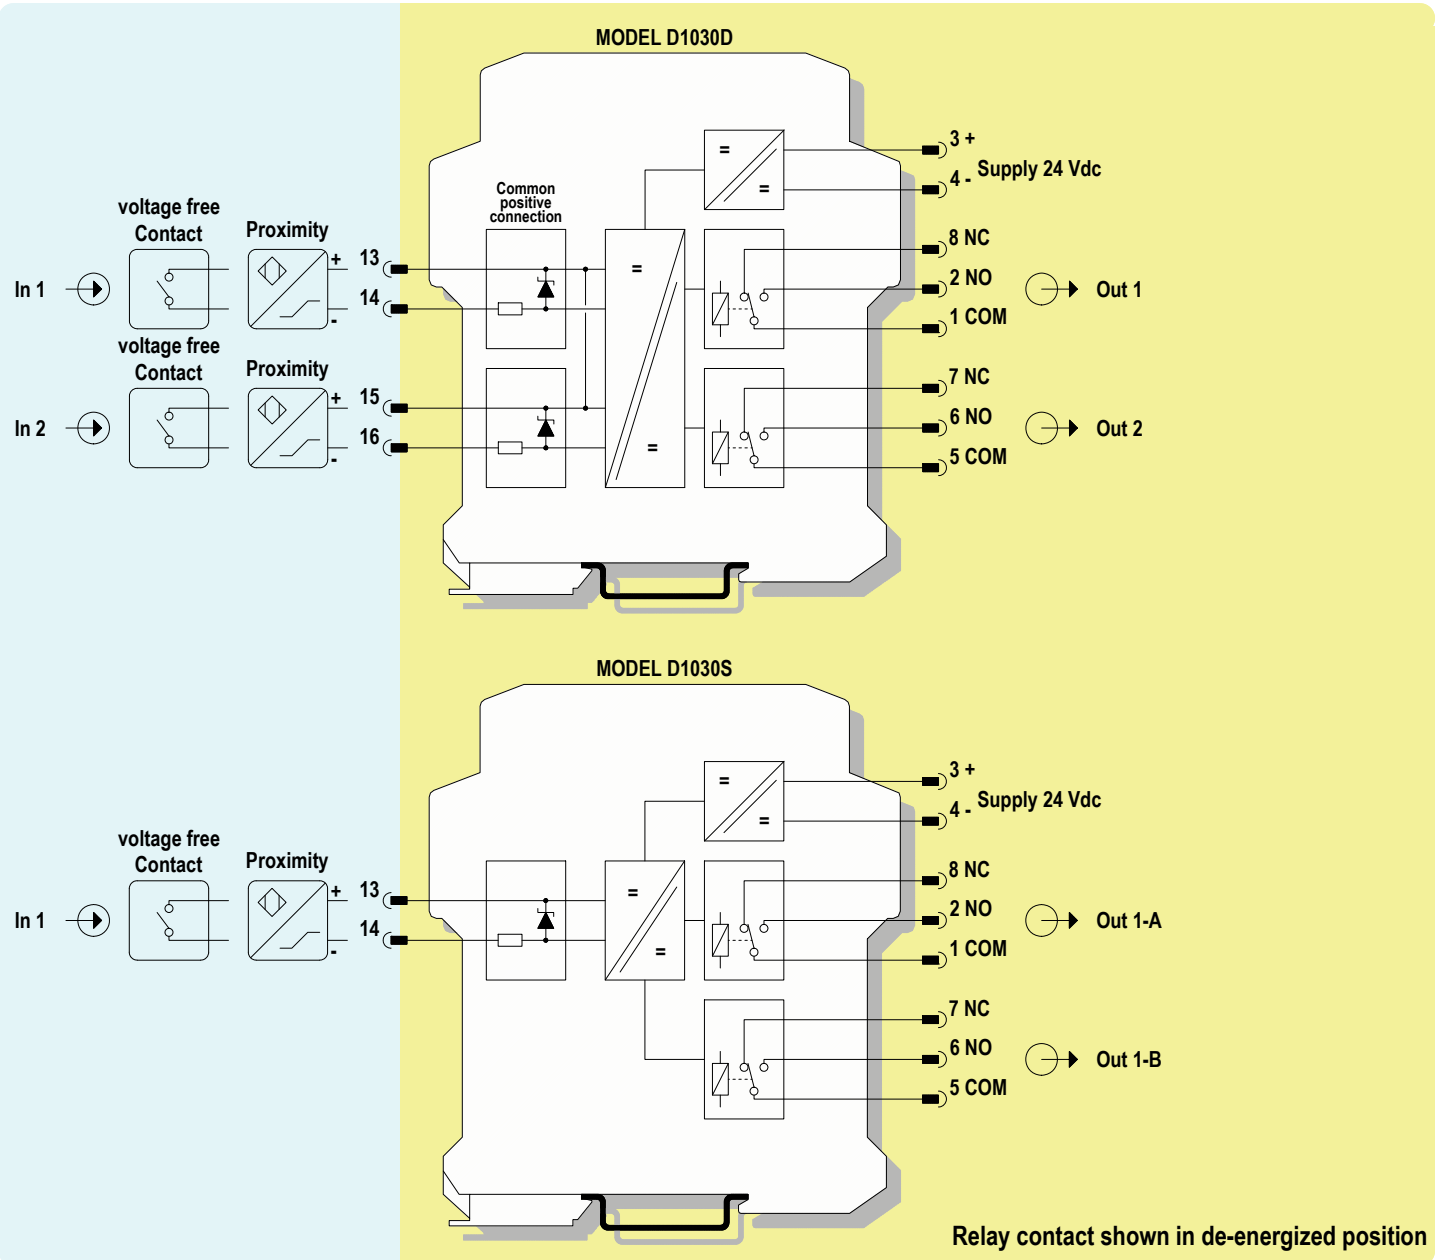 MODEL D1030D
3 +
Supply 24 Vdc
4 -
Common
positive
connection
voltage free
Contact
Proximity
+
-
13
14
In 1
8 NC
2 NO
1 COM
Out 1
voltage free
Contact
Proximity
+
-
15
16
In 2
7 NC
6 NO
5 COM
Out 2
=
=
=
=
MODEL D1030S
3 +
Supply 24 Vdc
4 -
voltage free
Contact
Proximity
+
-
13
14
In 1
8 NC
2 NO
1 COM
Out 1-A
7 NC
6 NO
5 COM
Out 1-B
=
=
=
=
Relay contact shown in de-energized position